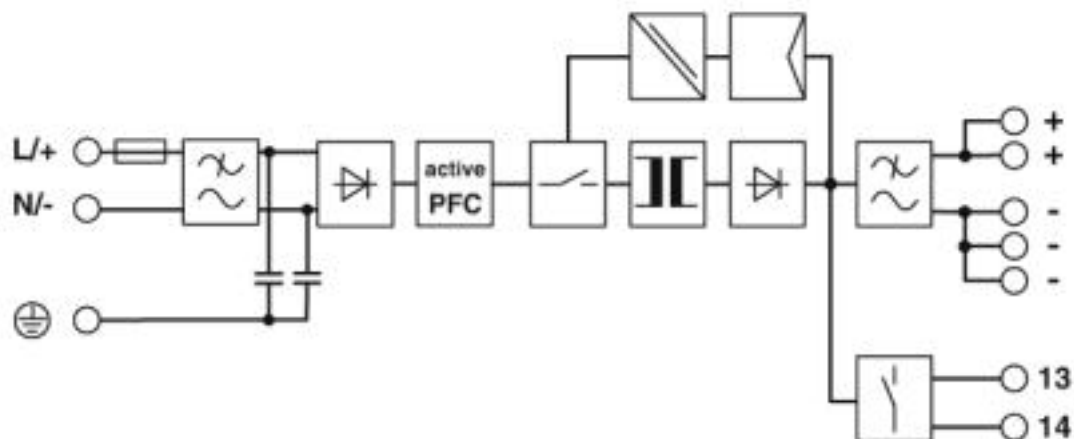 L/+
N/-
active
PFC
+
+
-
-
-
13
14